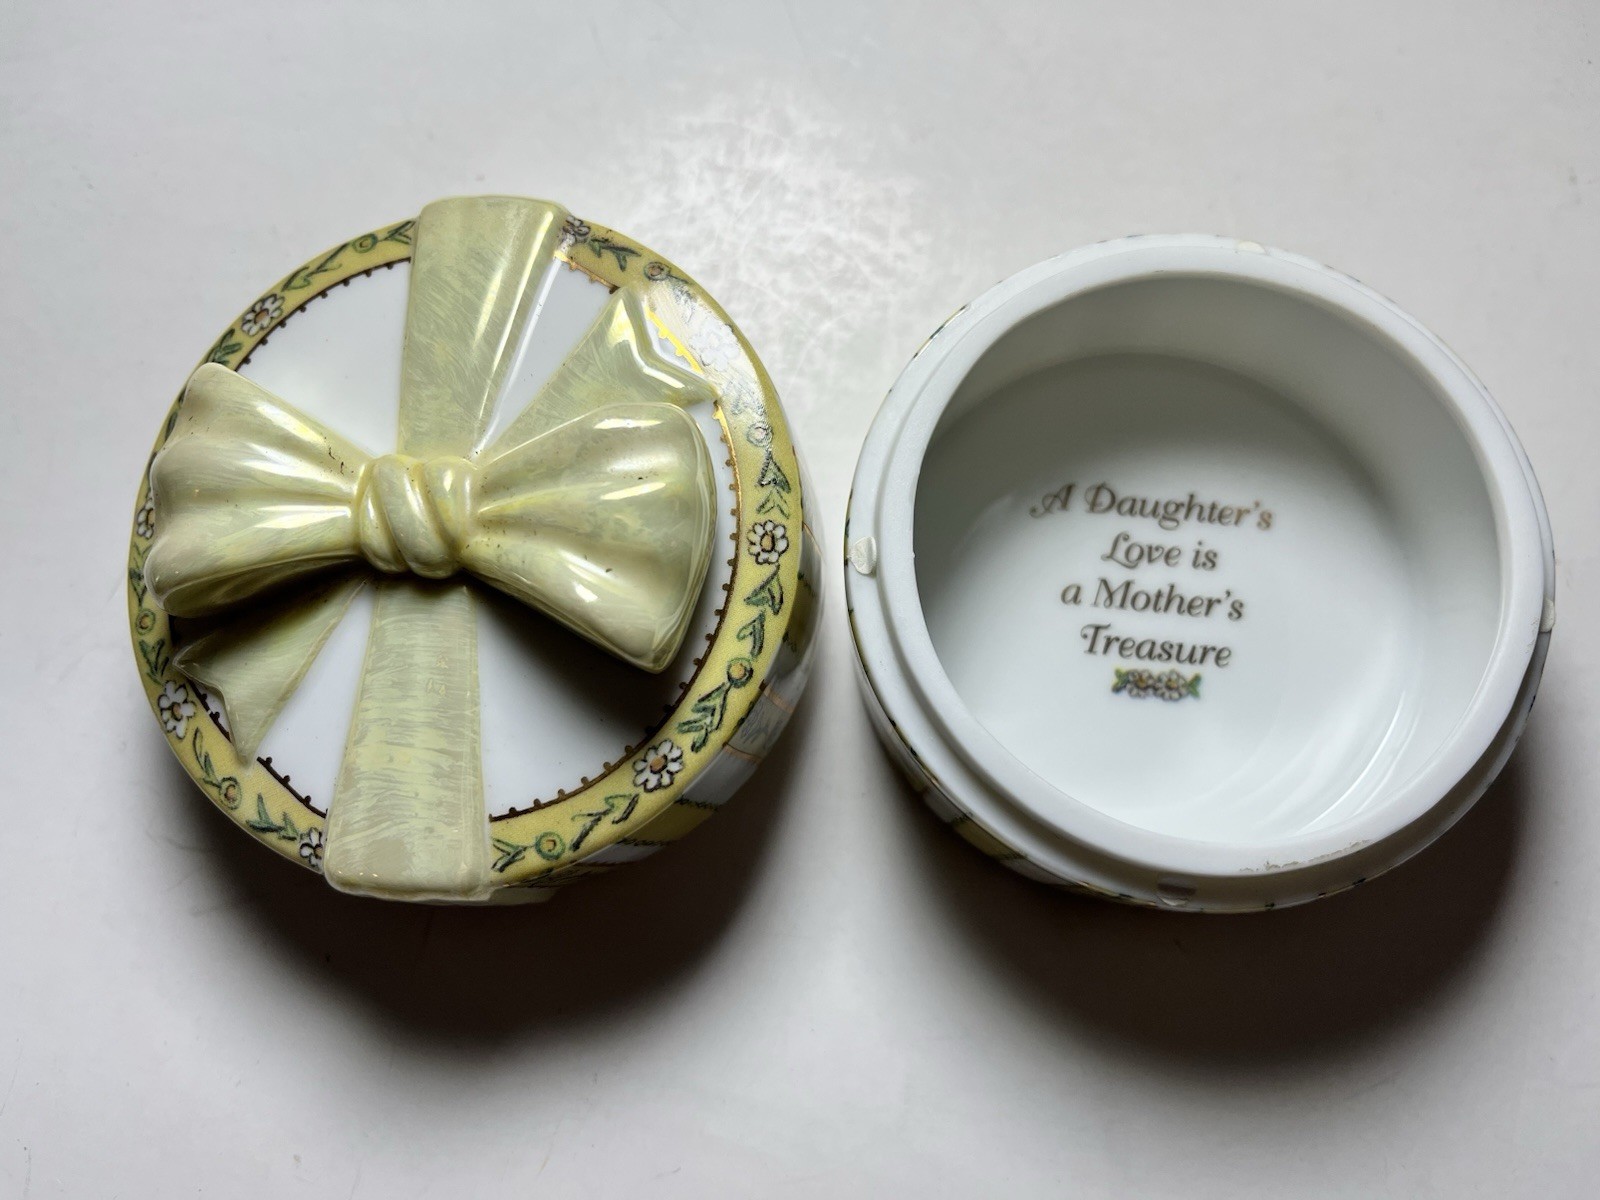 A Daughter's
Love is
a Mother's
Treasure